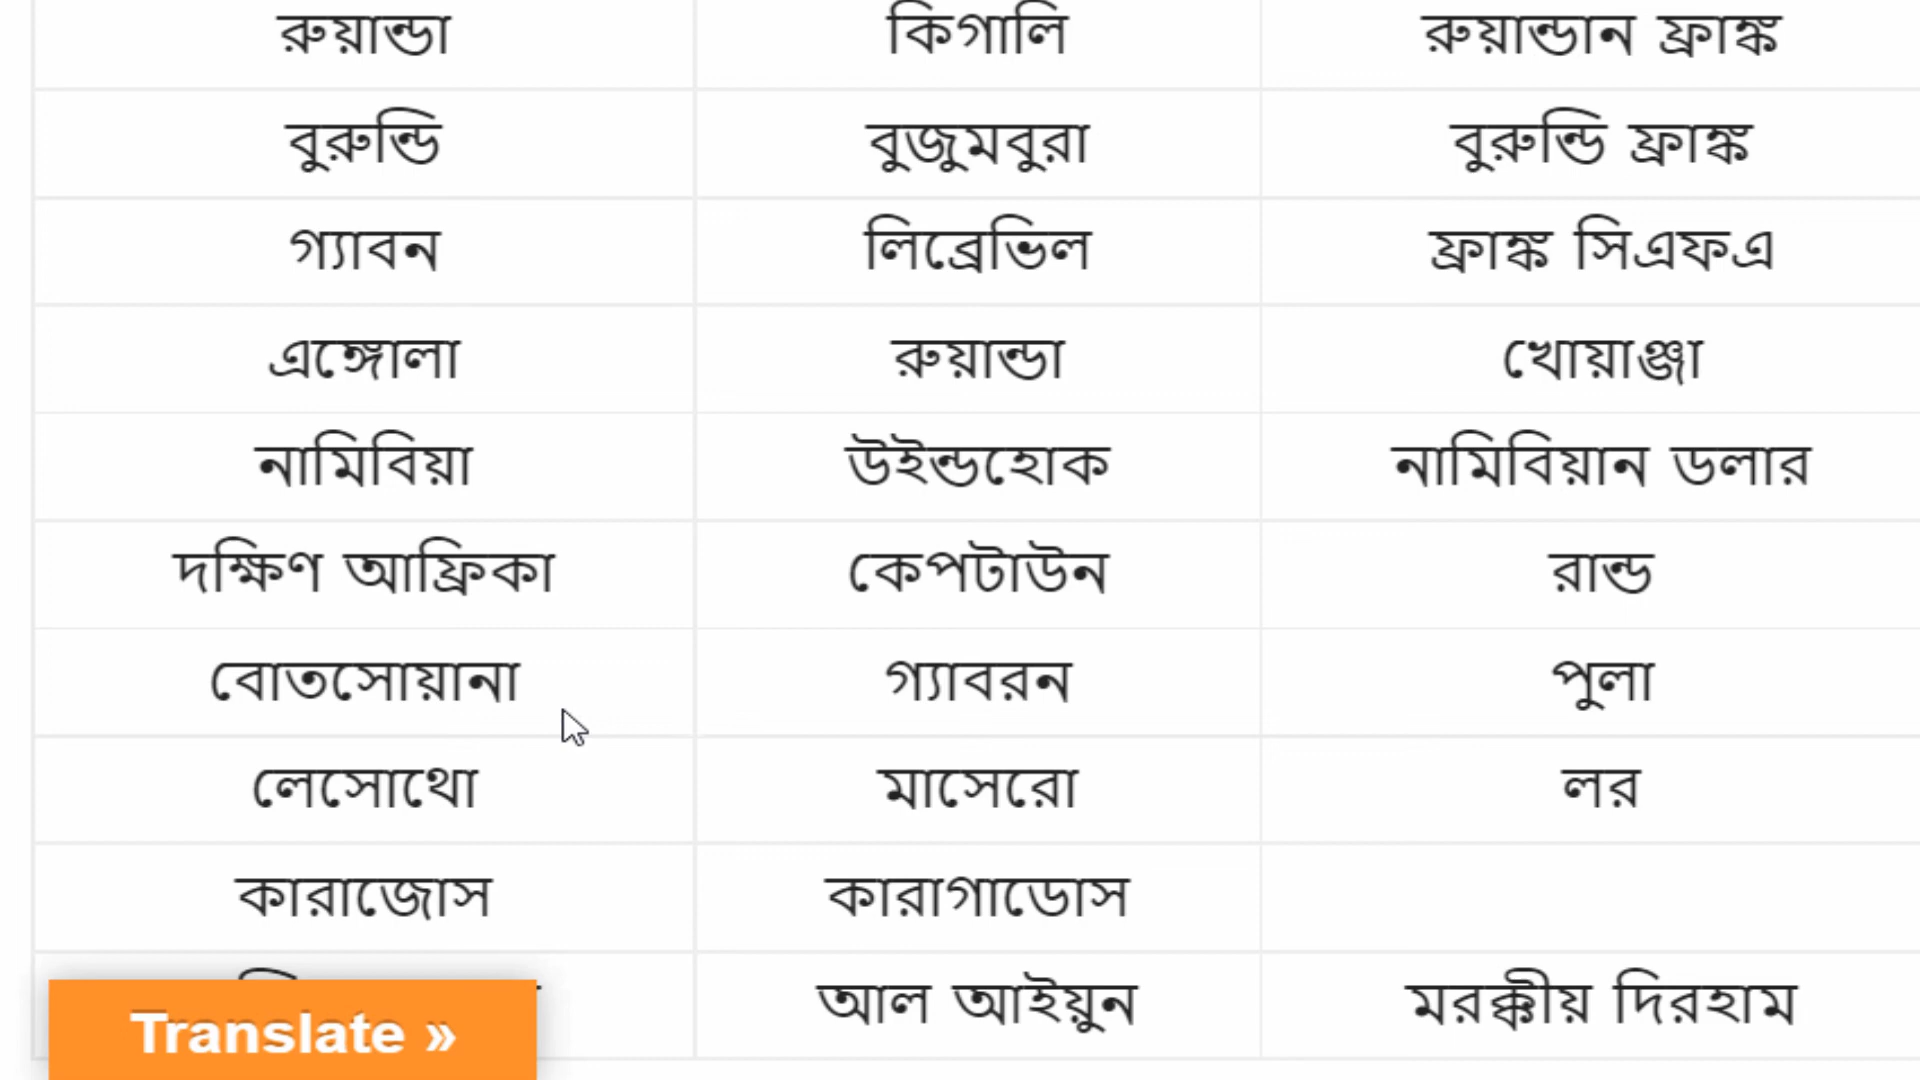 রুয়ান্ডা কিগালি রুয়ান্ডান ফ্রাঙ্ক
বুরুন্ডি বুজুমবুরা বুরুন্ডি ফ্রাঙ্ক
গ্যাবন লিব্রেভিল ফ্রাঙ্ক সিএফএ
এঙ্গোলা রুয়ান্ডা খোয়াঞ্জা
নামিবিয়া উইন্ডহোক নামিবিয়ান ডলার
দক্ষিণ আফ্রিকা কেপটাউন রান্ড
বোতসোয়ানা গ্যাবরন পুলা
লেসোথো মাসেরো লর
কারাজোস কারাগাডোস
আল আইয়ুন মরক্কীয় দিরহাম
Translate »